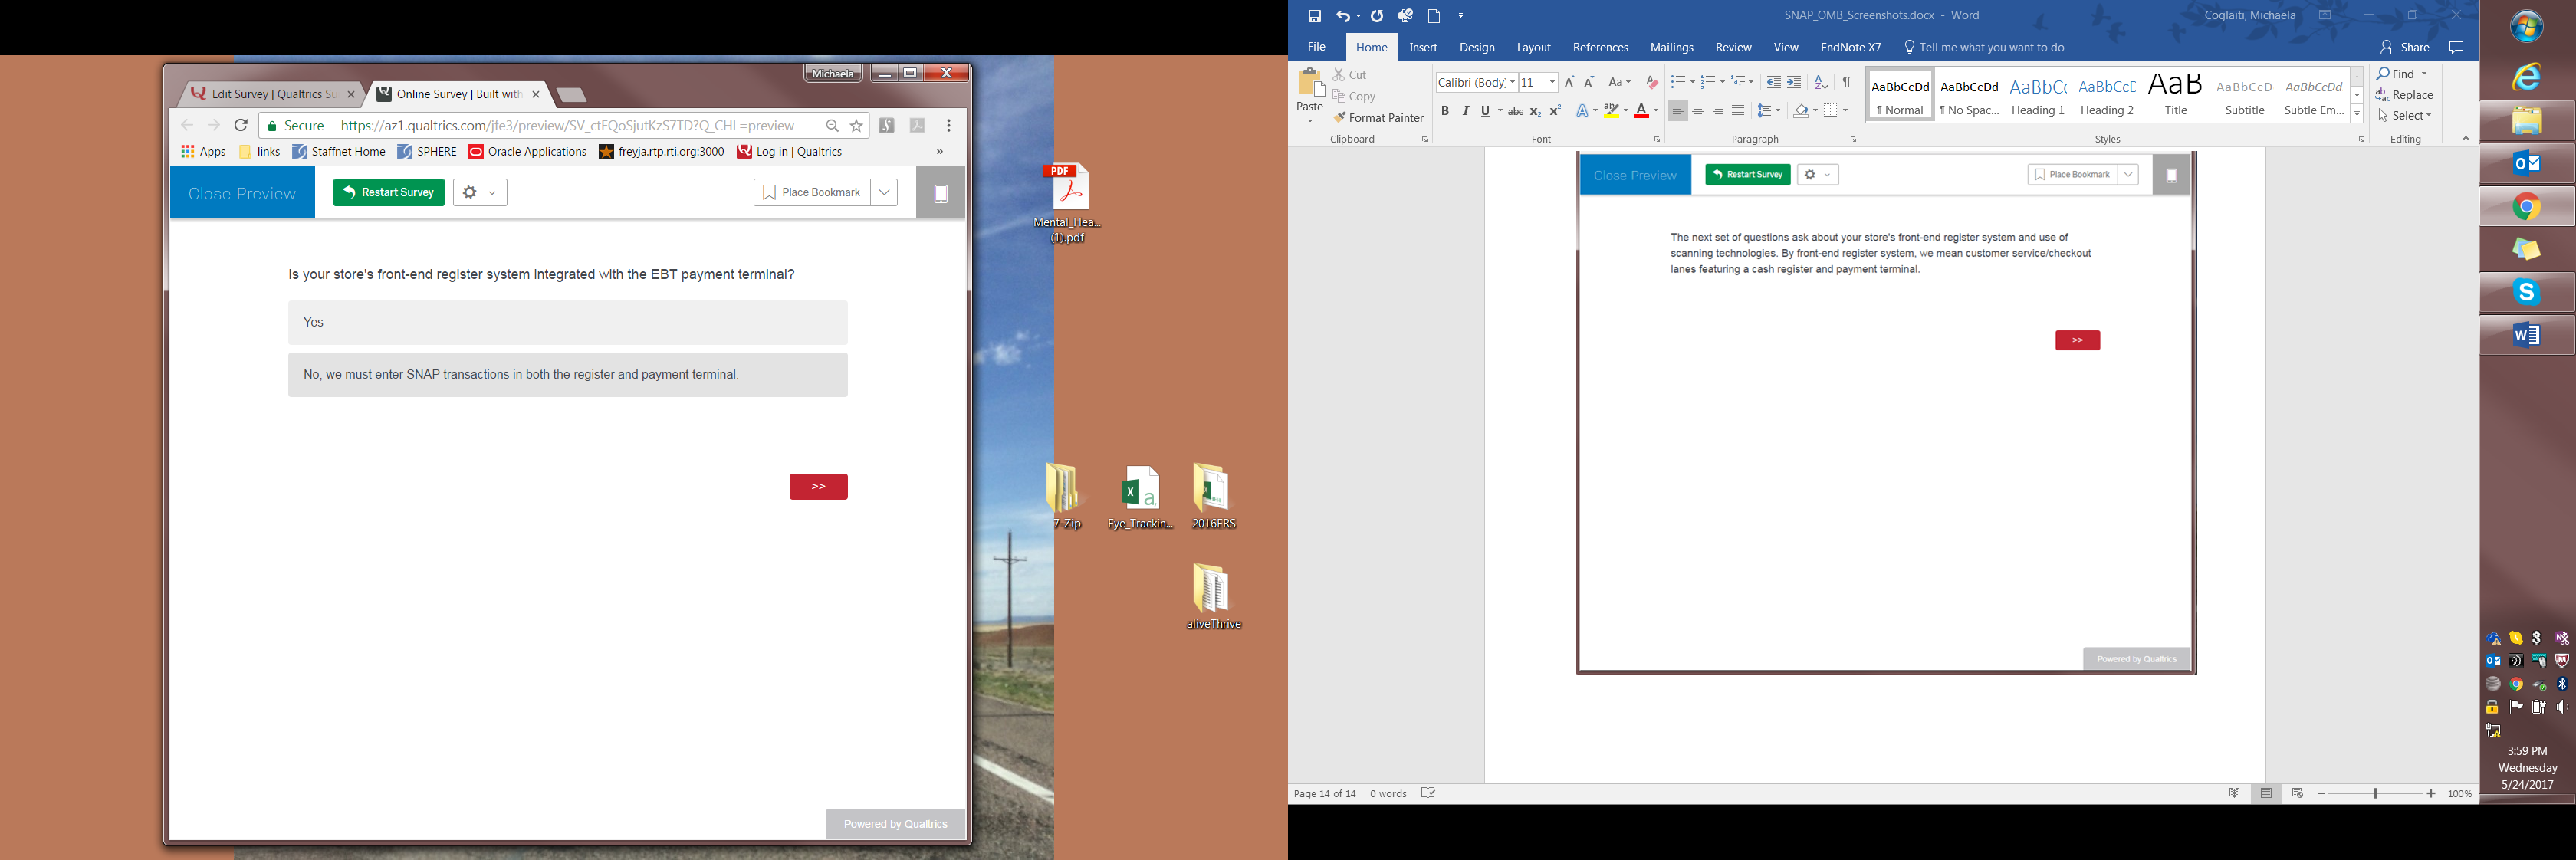 Michaela
Edit Survey | Qualtrics Su
Online Survey | Built with
Secure
https://az1.qualtrics.com/jfe3/preview/SV_ctEQoSjutKzS7TD?Q_CHL=preview
Apps
links
Staffnet Home
SPHERE
Oracle Applications
freyja.rtp.rti.org:3000
Log in | Qualtrics
»
Close Preview
Restart Survey
Place Bookmark
Is your store's front-end register system integrated with the EBT payment terminal?
Yes
No, we must enter SNAP transactions in both the register and payment terminal.
>>
Powered by Qualtrics
PDF
Mental_Hea...
(1).pdf
7-Zip
Eye_Trackin...
2016ERS
aliveThrive
SNAP_OMB_Screenshots.docx - Word
Coglaiti, Michaela
File
Home
Insert
Design
Layout
References
Mailings
Review
View
EndNote X7
Tell me what you want to do
Share
Paste
Cut
Copy
Format Painter
Clipboard
Calibri (Body)
11
Aa
B I U abc x₂ x²
A
Font
Paragraph
AaBbCcDd
¶ Normal
AaBbCcDd
¶ No Spac...
AaBbCc
Heading 1
AaBbCcD
Heading 2
AaB
Title
AaBbCcD
Subtitle
AaBbCcDd
Subtle Em...
Styles
Find
Replace
Select
Editing
Close Preview
Restart Survey
Place Bookmark
The next set of questions ask about your store's front-end register system and use of
scanning technologies. By front-end register system, we mean customer service/checkout
lanes featuring a cash register and payment terminal.
>>
Powered by Qualtrics
Page 14 of 14
0 words
100%
3:59 PM
Wednesday
5/24/2017